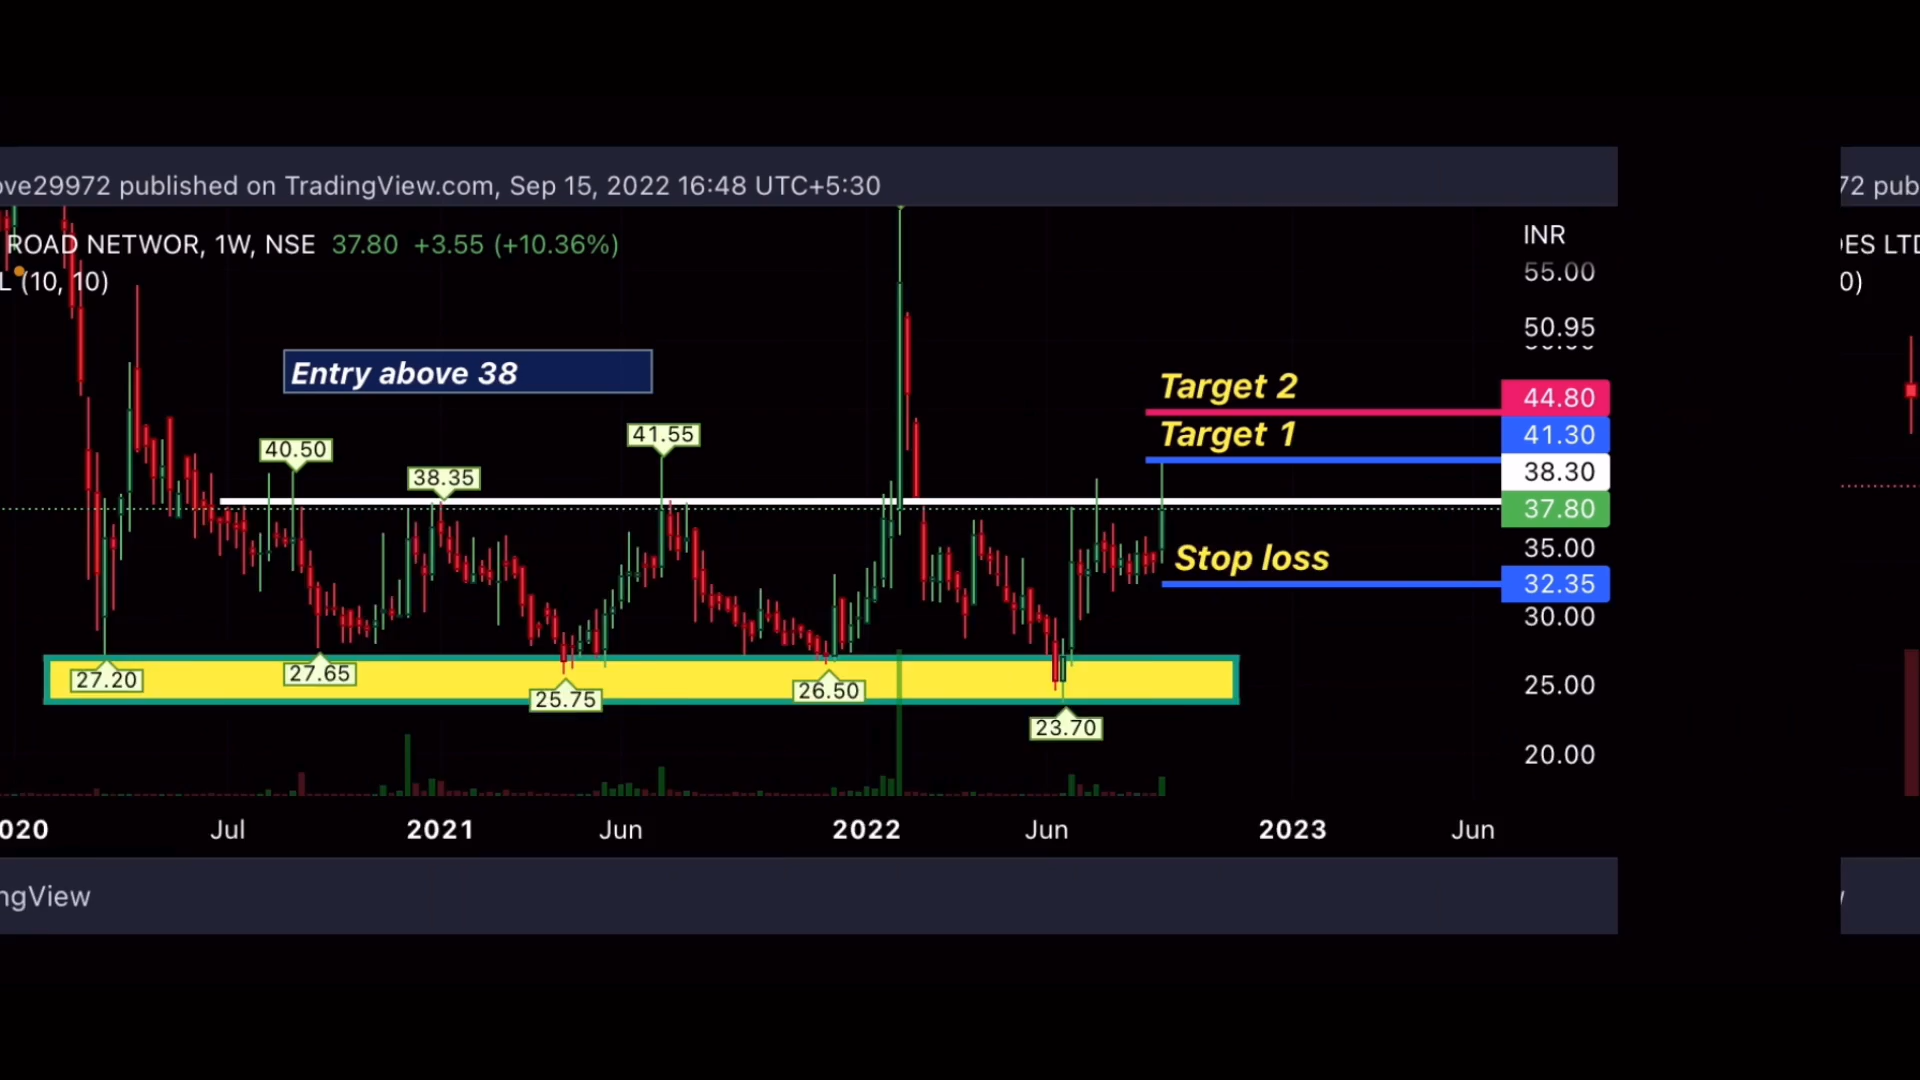 ove29972 published on TradingView.com, Sep 15, 2022 16:48 UTC+5:30
72 pub
ROAD NETWOR, 1W, NSE 37.80 +3.55 (+10.36%)
L (10, 10)
INR
DES LTD
0)
55.00
50.95
Entry above 38
Target 2
44.80
Target 1
41.30
40.50
38.35
41.55
38.30
37.80
35.00
Stop loss
32.35
30.00
27.20
27.65
25.75
26.50
23.70
25.00
20.00
020 Jul 2021 Jun 2022 Jun 2023 Jun
ngView